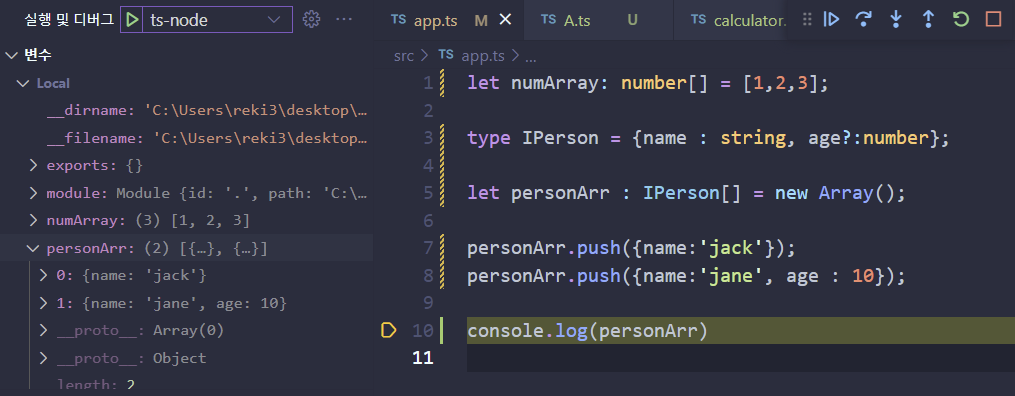 실행 및 디버그 ts-node
변수
Local
__dirname: 'C:\Users\reki3\desktop\…
__filename: 'C:\Users\reki3\desktop…
exports: {}
module: Module {id: '.', path: 'C:\…
numArray: (3) [1, 2, 3]
personArr: (2) [{…}, {…}]
0: {name: 'jack'}
1: {name: 'jane', age: 10}
__proto__: Array(0)
__proto__: Object
length: 2
TS app.ts M TS A.ts U TS calculator.
src > TS app.ts > ...
1 let numArray: number[] = [1,2,3];
2
3 type IPerson = {name : string, age?:number};
4
5 let personArr : IPerson[] = new Array();
6
7 personArr.push({name:'jack'});
8 personArr.push({name:'jane', age : 10});
9
10 console.log(personArr)
11